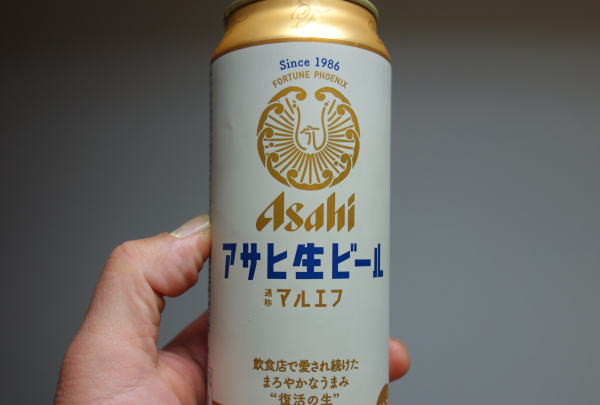 Since 1986
FORTUNE PHOENIX
Asahi
アサヒ生ビール
通称 マルエフ
飲食店で愛され続けた
まろやかなうまみ
“復活の生”